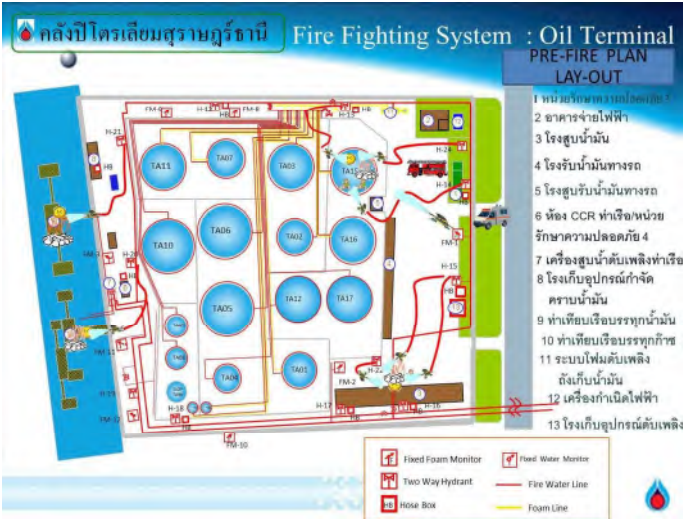 คลังปิโตรเลียมสุราษฎร์ธานี
Fire Fighting System : Oil Terminal
PRE-FIRE PLAN
LAY-OUT
2 อาคารจ่ายไฟฟ้า
3 โรงสูบน้ำมัน
4 โรงรับน้ำมันทางรถ
5 โรงสูบรับน้ำมันทางรถ
6 ห้อง CCR ท่าเรือ/หน่วย
รักษาความปลอดภัย 4
7 เครื่องสูบน้ำดับเพลิงท่าเรือ
8 โรงเก็บอุปกรณ์กำจัด
คราบน้ำมัน
9 ท่าเทียบเรือบรรทุกน้ำมัน
10 ท่าเทียบเรือบรรทุกก๊าซ
11 ระบบโฟมดับเพลิง
ถังเก็บน้ำมัน
12 เครื่องกำเนิดไฟฟ้า
13 โรงเก็บอุปกรณ์ดับเพลิง
FM-8
H-13
HB
HB
H-21
H-24
TA11
TA07
TA03
HB
H-14
TA10
TA06
TA02
TA16
FM-1
H-15
HB
TA05
TA12
TA17
TA04
TA01
H-22
FM-2
H-18
H-17
H-16
FM-10
Fixed Foam Monitor
Fixed Water Monitor
Two Way Hydrant
Fire Water Line
HB
Hose Box
Foam Line